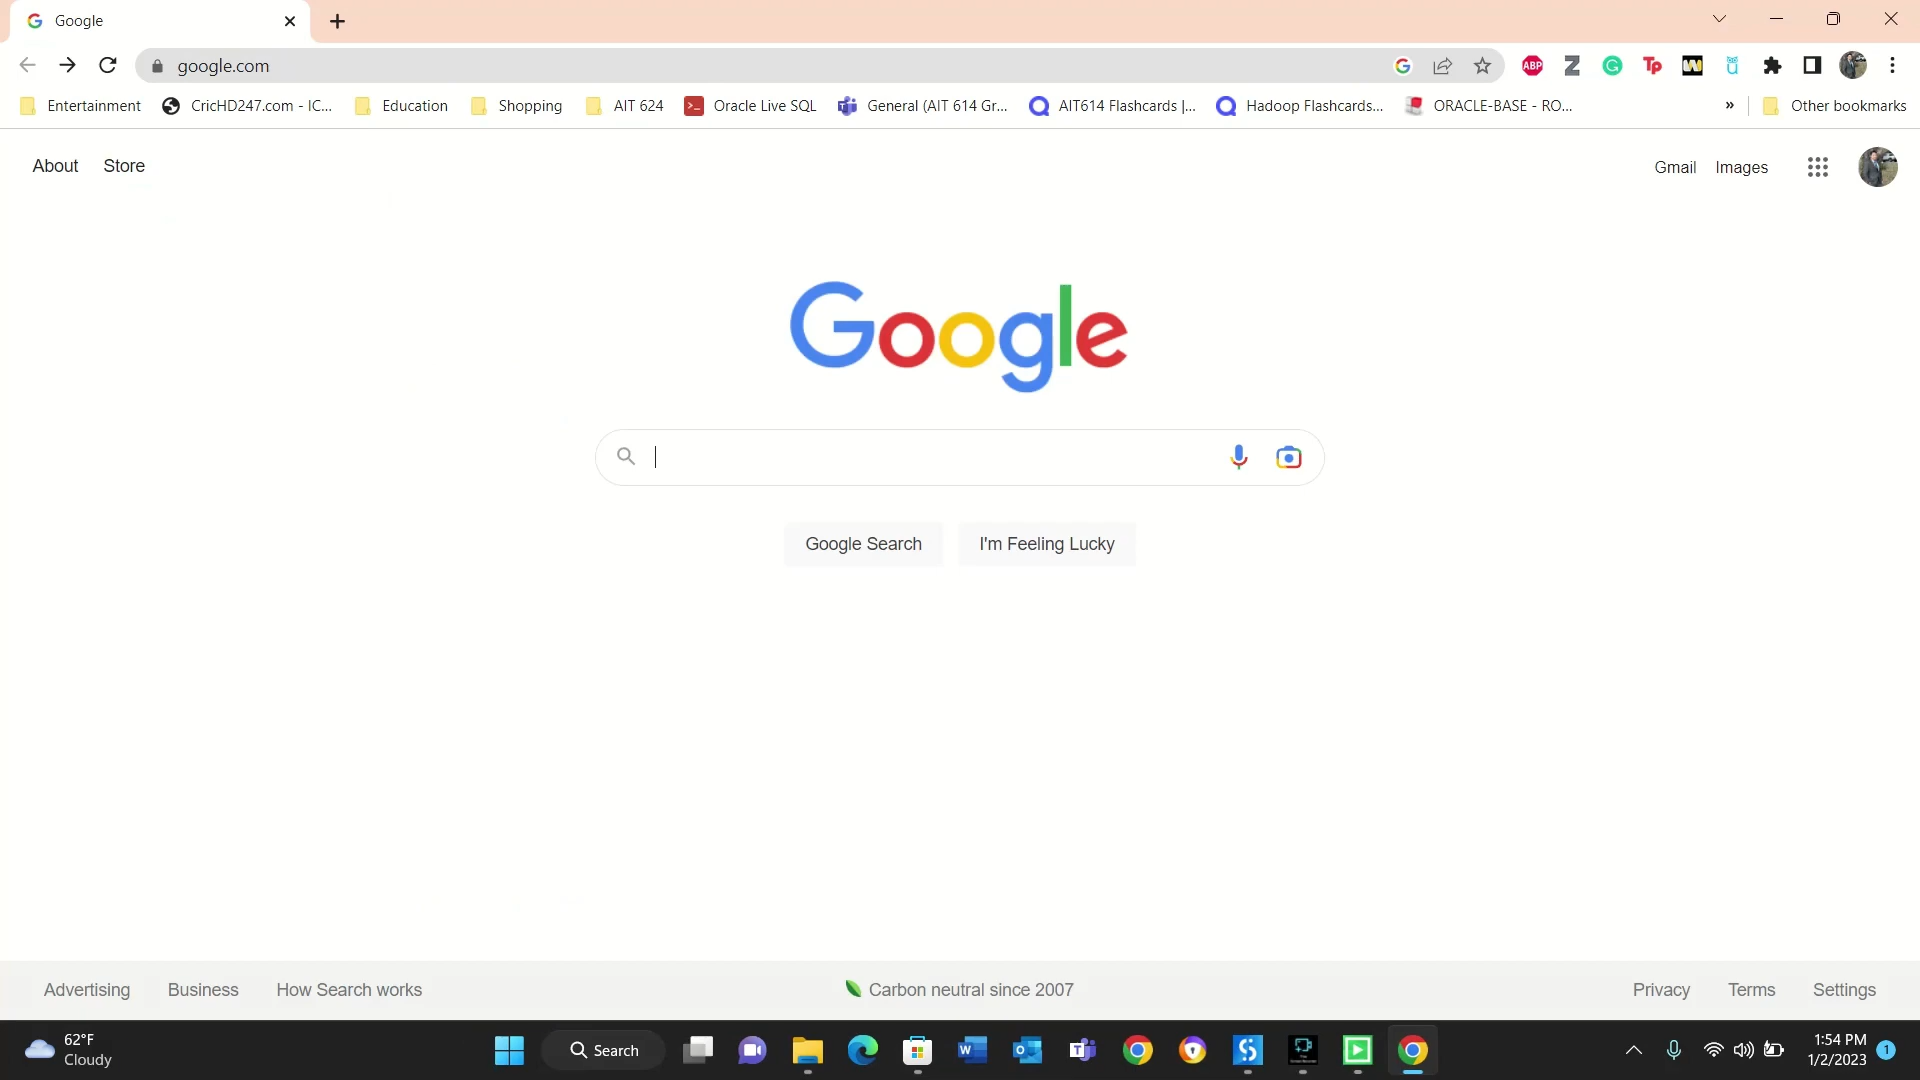 Google
google.com
ABP
Tp
Entertainment
CricHD247.com - IC...
Education
Shopping
AIT 624
Oracle Live SQL
General (AIT 614 Gr...
AIT614 Flashcards |...
Hadoop Flashcards...
ORACLE-BASE - RO...
»
Other bookmarks
About
Store
Gmail
Images
Google
Google Search
I'm Feeling Lucky
Advertising
Business
How Search works
Carbon neutral since 2007
Privacy
Terms
Settings
62°F
Cloudy
Search
1:54 PM
1/2/2023
1